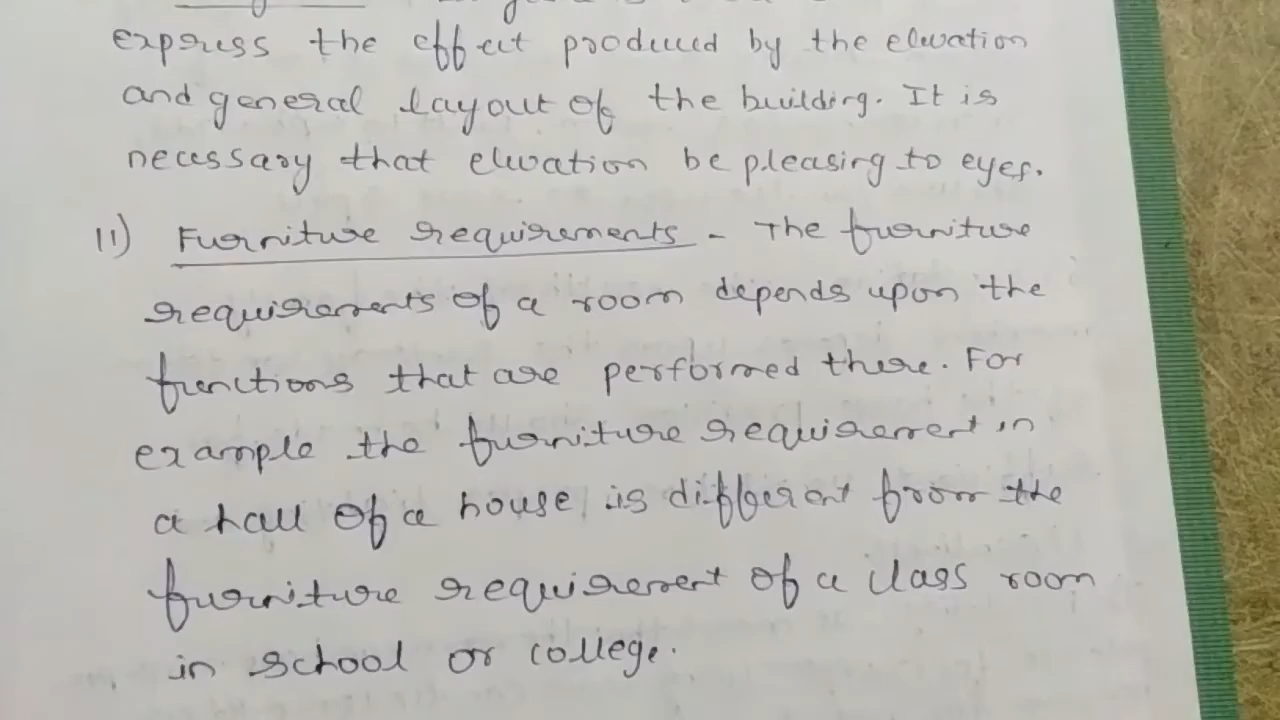 express the effect produced by the elevation
and general layout of the building. It is
necessary that elevation be pleasing to eyes.
11) Furniture requirements - The furniture
requirements of a room depends upon the
functions that are performed there. For
example the furniture requirement in
a hall of a house is different from the
furniture requirement of a class room
in school or college.